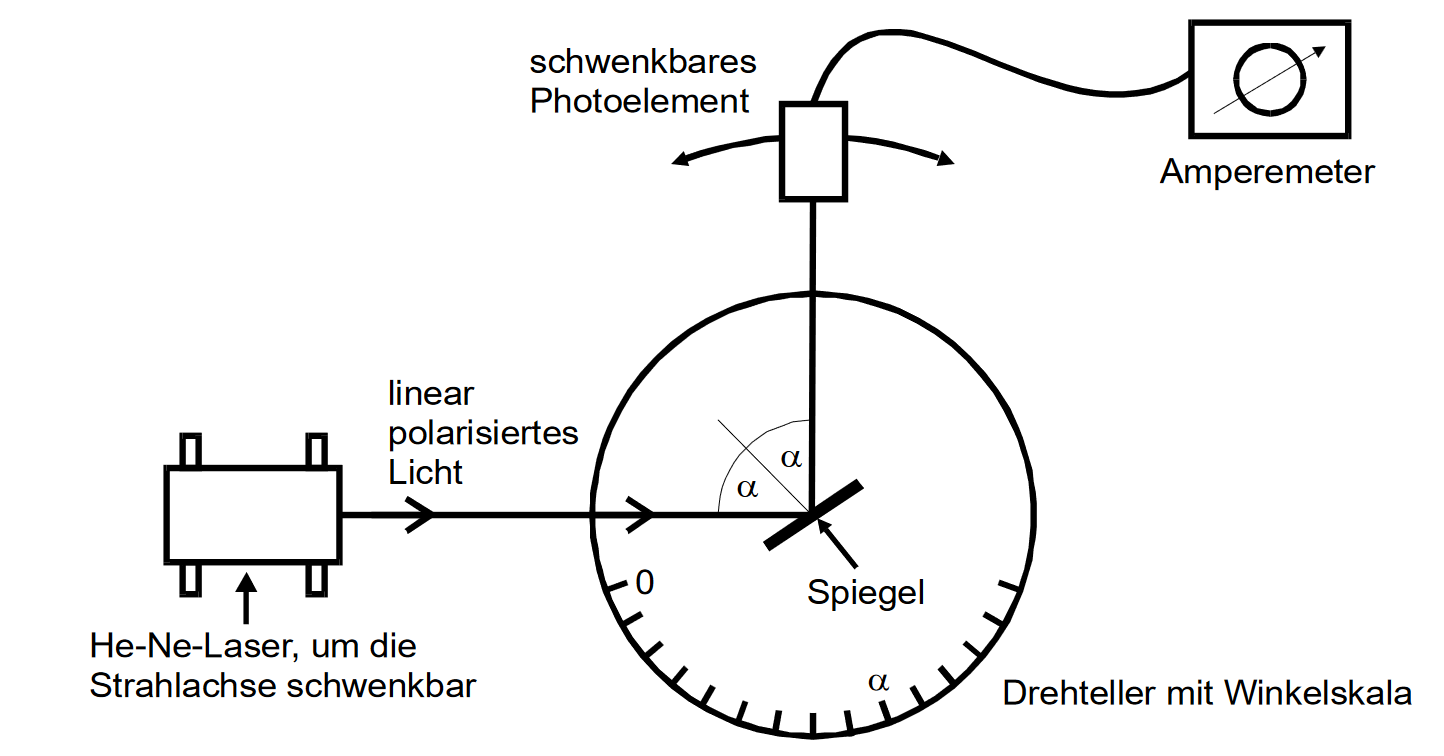 schwenkbares
Photoelement
Amperemeter
linear
polarisiertes
Licht
α
α
0
Spiegel
He-Ne-Laser, um die
Strahlachse schwenkbar
α
Drehteller mit Winkelskala